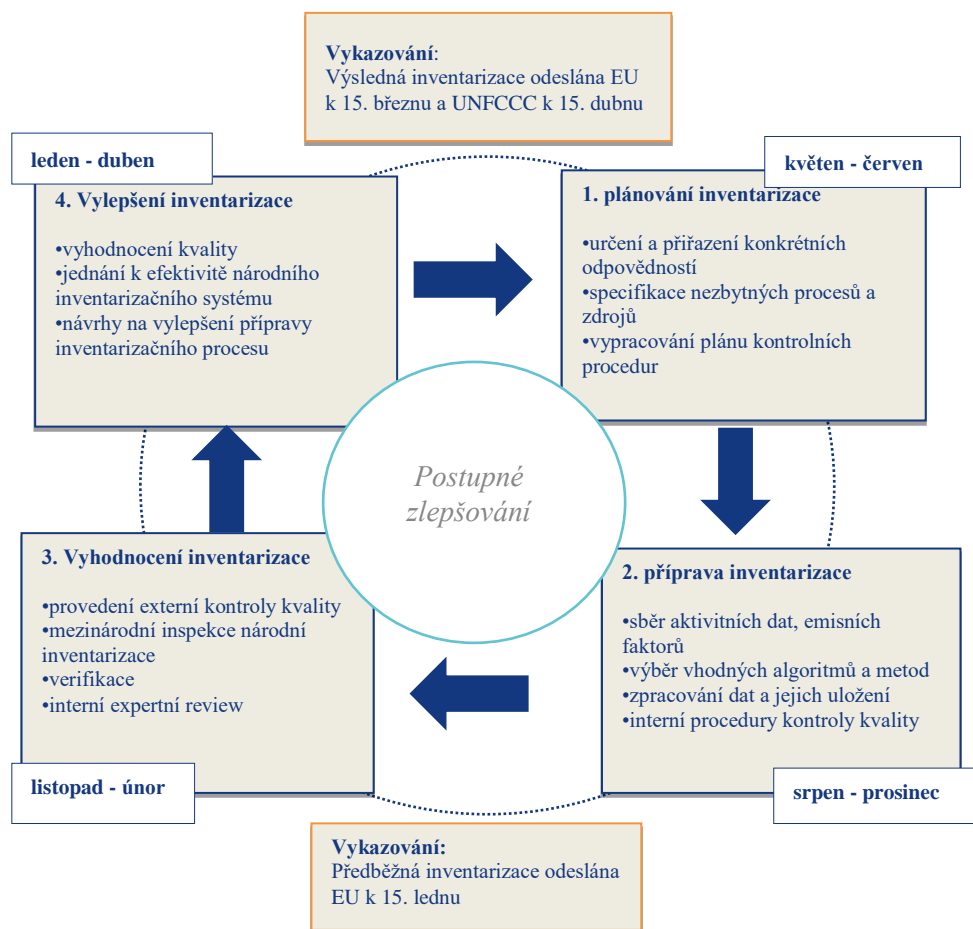 Vykazování:
Výsledná inventarizace odeslána EU
k 15. březnu a UNFCCC k 15. dubnu
leden - duben
4. Vylepšení inventarizace
•vyhodnocení kvality
•jednání k efektivitě národního
inventarizačního systému
•návrhy na vylepšení přípravy
inventarizačního procesu
květen - červen
1. plánování inventarizace
•určení a přiřazení konkrétních
odpovědností
•specifikace nezbytných procesů a
zdrojů
•vypracování plánu kontrolních
procedur
Postupné
zlepšování
3. Vyhodnocení inventarizace
•provedení externí kontroly kvality
•mezinárodní inspekce národní
inventarizace
•verifikace
•interní expertní review
listopad - únor
2. příprava inventarizace
•sběr aktivitních dat, emisních
faktorů
•výběr vhodných algoritmů a metod
•zpracování dat a jejich uložení
•interní procedury kontroly kvality
srpen - prosinec
Vykazování:
Předběžná inventarizace odeslána
EU k 15. lednu